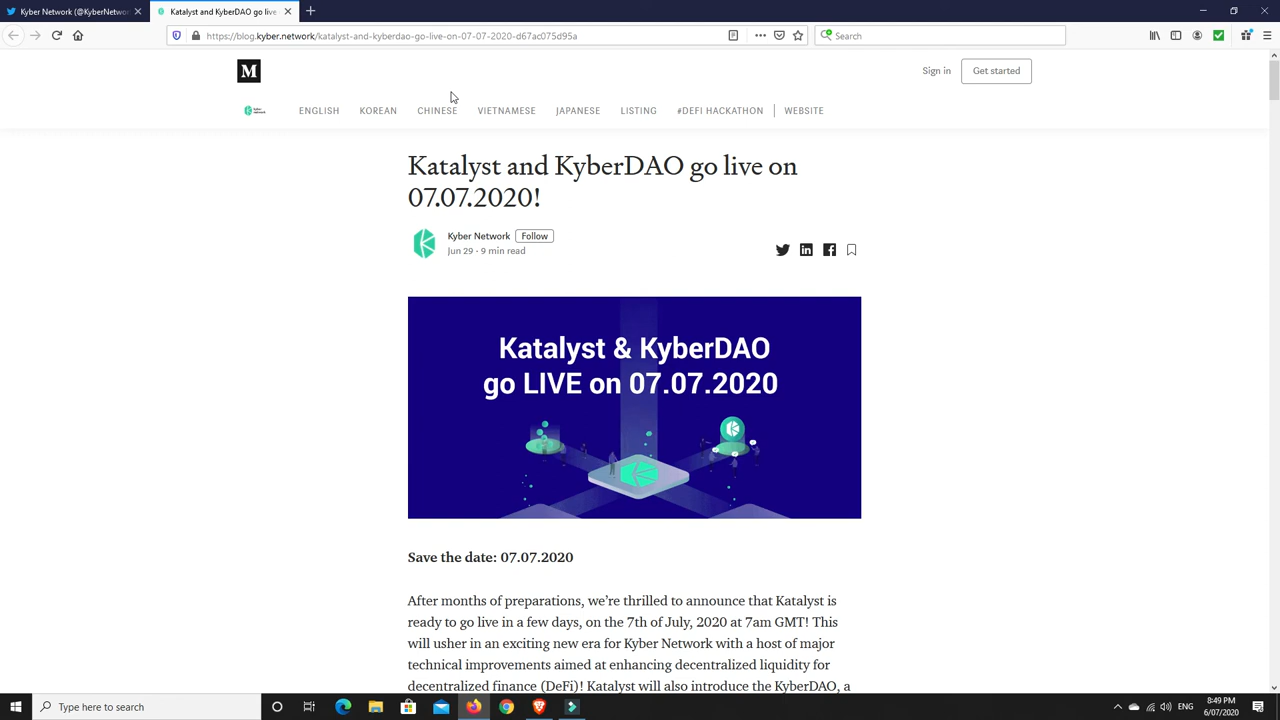 Kyber Network (@KyberNetwo
Katalyst and KyberDAO go live
https://blog.kyber.network/katalyst-and-kyberdao-go-live-on-07-07-2020-d67ac075d95a
Search
M
Sign in
Get started
ENGLISH
KOREAN
CHINESE
VIETNAMESE
JAPANESE
LISTING
#DEFI HACKATHON
WEBSITE
Katalyst and KyberDAO go live on
07.07.2020!
Kyber Network
Follow
Jun 29 · 9 min read
Katalyst & KyberDAO
go LIVE on 07.07.2020
Save the date: 07.07.2020
After months of preparations, we’re thrilled to announce that Katalyst is
ready to go live in a few days, on the 7th of July, 2020 at 7am GMT! This
will usher in an exciting new era for Kyber Network with a host of major
technical improvements aimed at enhancing decentralized liquidity for
decentralized finance (DeFi)! Katalyst will also introduce the KyberDAO, a
Type here to search
ENG
8:49 PM
6/07/2020